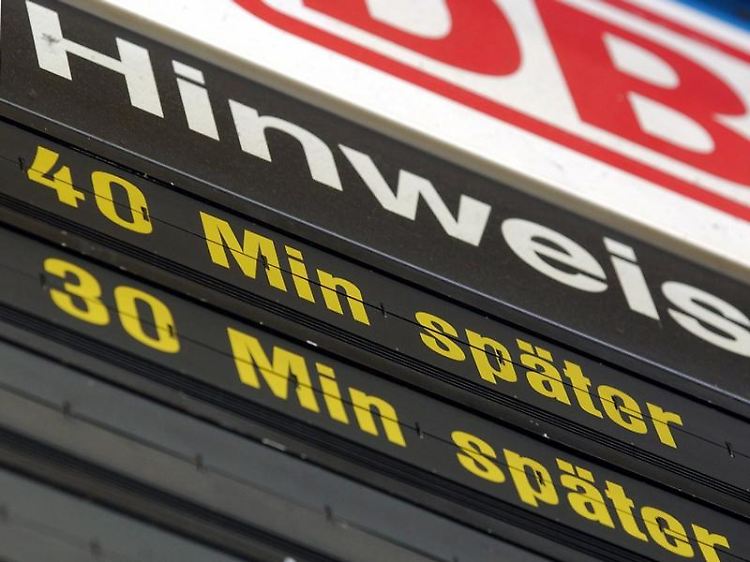 DB
Hinweis
40 Min später
30 Min später